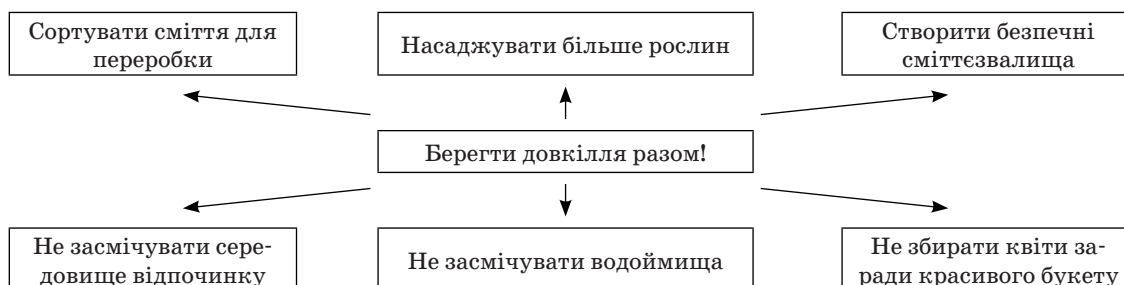 Сортувати сміття для
переробки
Насаджувати більше рослин
Створити безпечні
сміттєзвалища
Берегти довкілля разом!
Не засмічувати сере-
довище відпочинку
Не засмічувати водоймища
Не збирати квіти за-
ради красивого букету